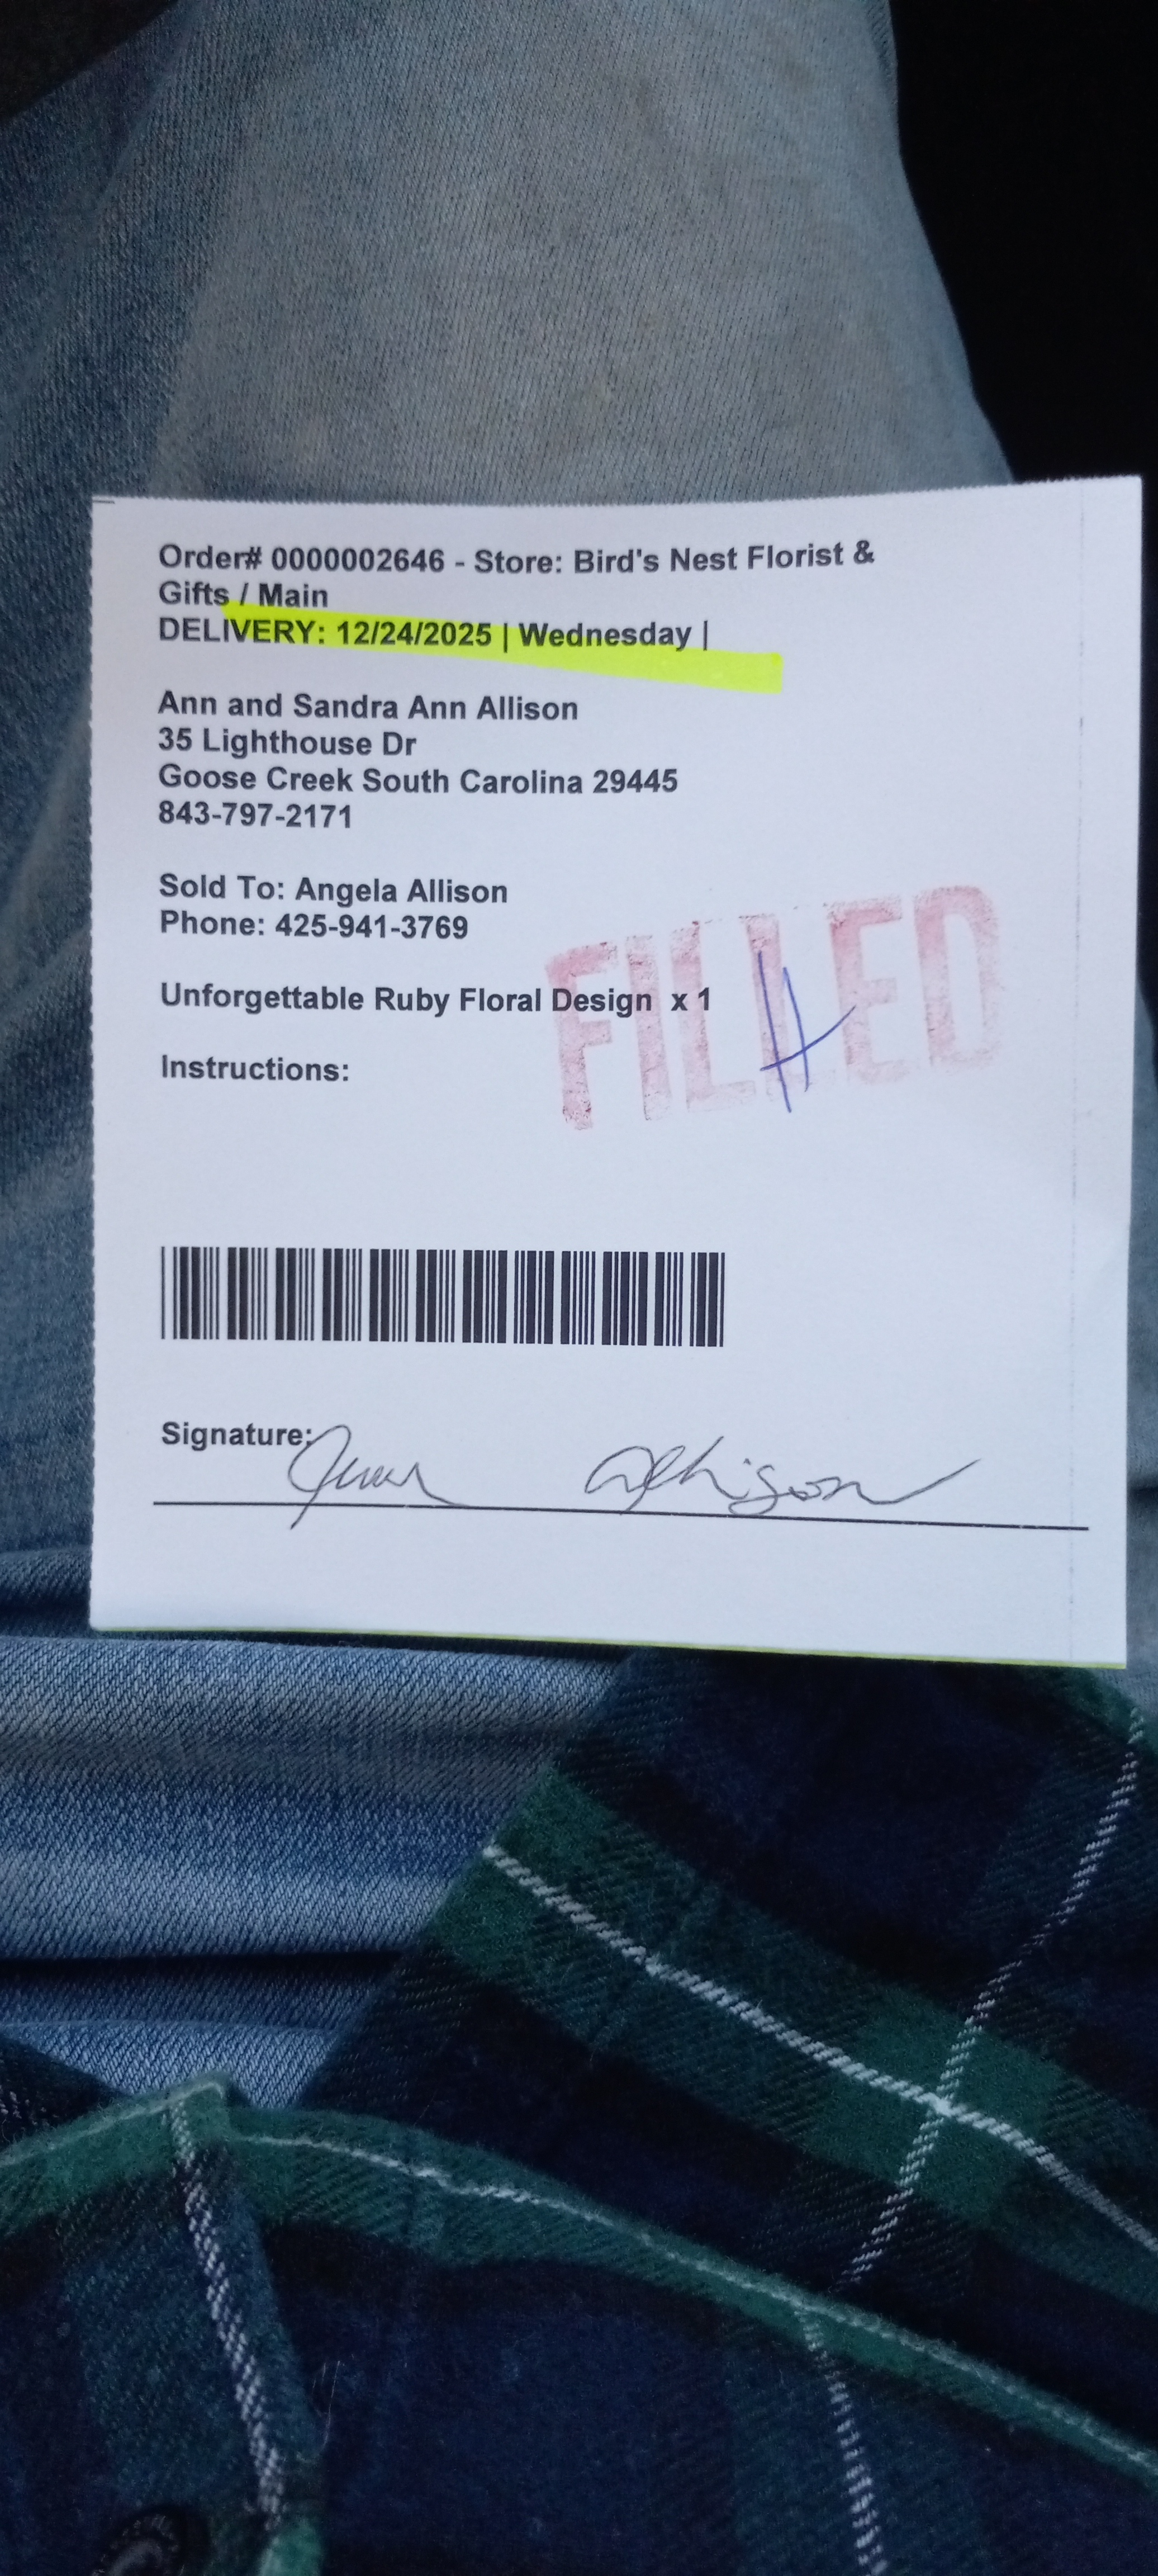 Order# 0000002646 - Store: Bird's Nest Florist &
Gifts / Main
DELIVERY: 12/24/2025 | Wednesday |
Ann and Sandra Ann Allison
35 Lighthouse Dr
Goose Creek South Carolina 29445
843-797-2171
Sold To: Angela Allison
Phone: 425-941-3769
FILLED
Unforgettable Ruby Floral Design x 1
Instructions:
Signature:
Allison